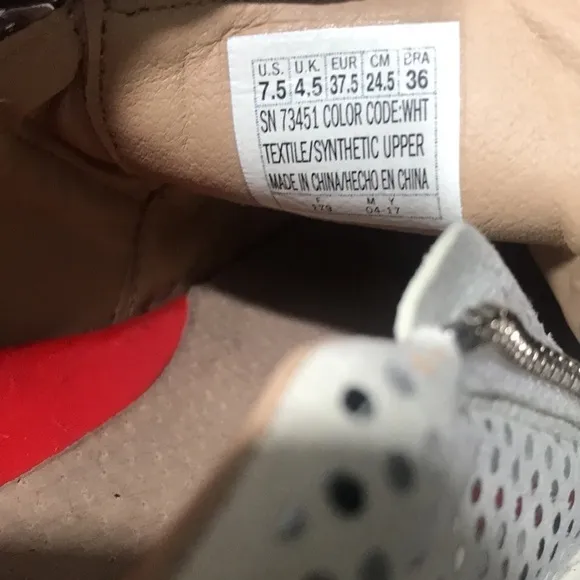 U.S. U.K. EUR CM BRA
7.5 4.5 37.5 24.5 36
SN 73451 COLOR CODE:WHT
TEXTILE/SYNTHETIC UPPER
MADE IN CHINA/HECHO EN CHINA
F M Y
179 04-17